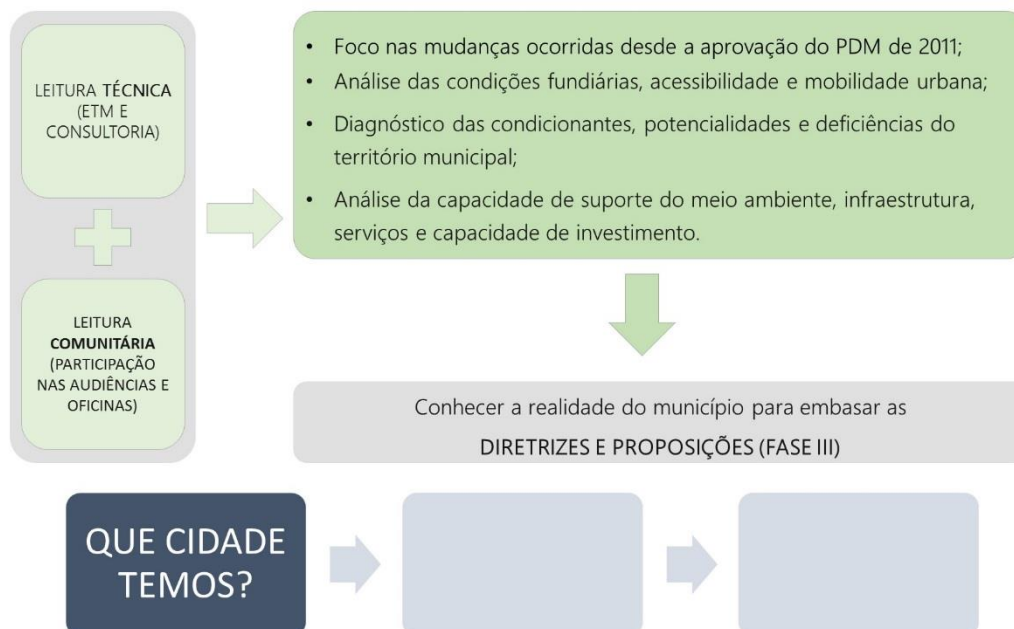 LEITURA TÉCNICA
(ETM E
CONSULTORIA)
LEITURA
COMUNITÁRIA
(PARTICIPAÇÃO
NAS AUDIÊNCIAS E
OFICINAS)
• Foco nas mudanças ocorridas desde a aprovação do PDM de 2011;
• Análise das condições fundiárias, acessibilidade e mobilidade urbana;
• Diagnóstico das condicionantes, potencialidades e deficiências do
território municipal;
• Análise da capacidade de suporte do meio ambiente, infraestrutura,
serviços e capacidade de investimento.
Conhecer a realidade do município para embasar as
DIRETRIZES E PROPOSIÇÕES (FASE III)
QUE CIDADE
TEMOS?